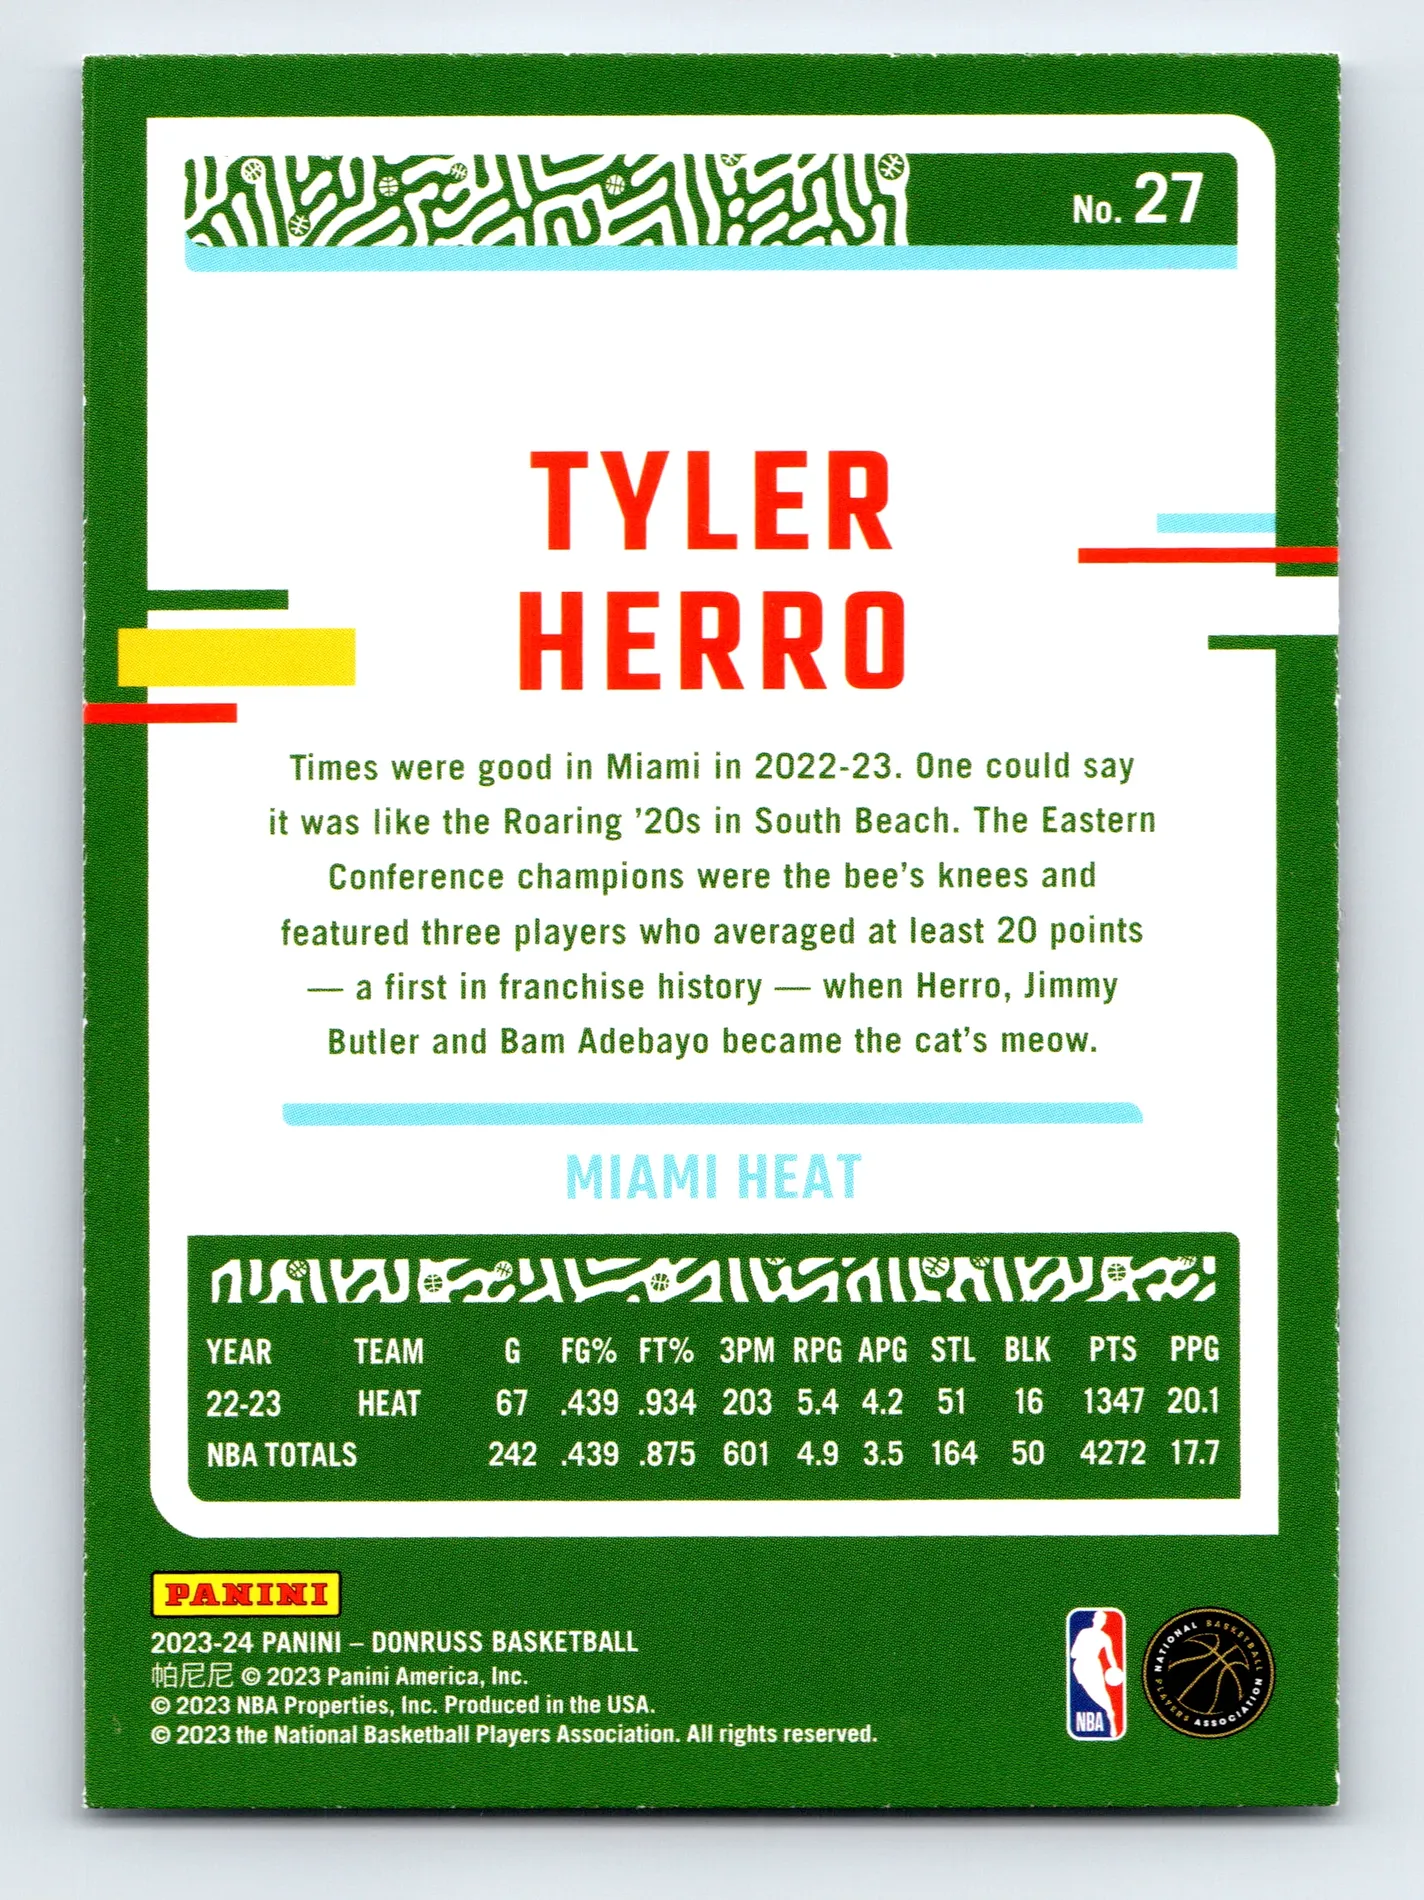 No. 27
TYLER
HERRO
Times were good in Miami in 2022-23. One could say
it was like the Roaring ’20s in South Beach. The Eastern
Conference champions were the bee’s knees and
featured three players who averaged at least 20 points
— a first in franchise history — when Herro, Jimmy
Butler and Bam Adebayo became the cat’s meow.
MIAMI HEAT
YEAR TEAM G FG% FT% 3PM RPG APG STL BLK PTS PPG
22-23 HEAT 67 .439 .934 203 5.4 4.2 51 16 1347 20.1
NBA TOTALS 242 .439 .875 601 4.9 3.5 164 50 4272 17.7
PANINI
2023-24 PANINI – DONRUSS BASKETBALL
帕尼尼 © 2023 Panini America, Inc.
© 2023 NBA Properties, Inc. Produced in the USA.
© 2023 the National Basketball Players Association. All rights reserved.
NBA
NATIONAL BASKETBALL PLAYERS ASSOCIATION